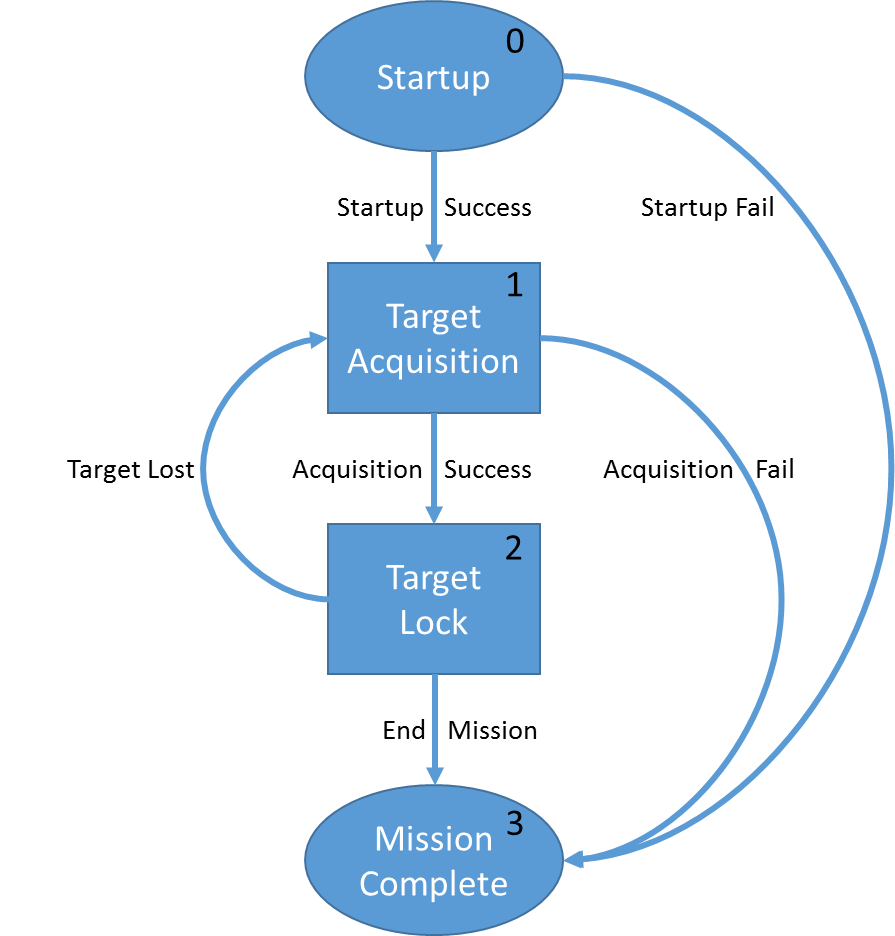 0
Startup
Startup Success
Startup Fail
1
Target
Acquisition
Target Lost
Acquisition Success
Acquisition Fail
2
Target
Lock
End Mission
3
Mission
Complete